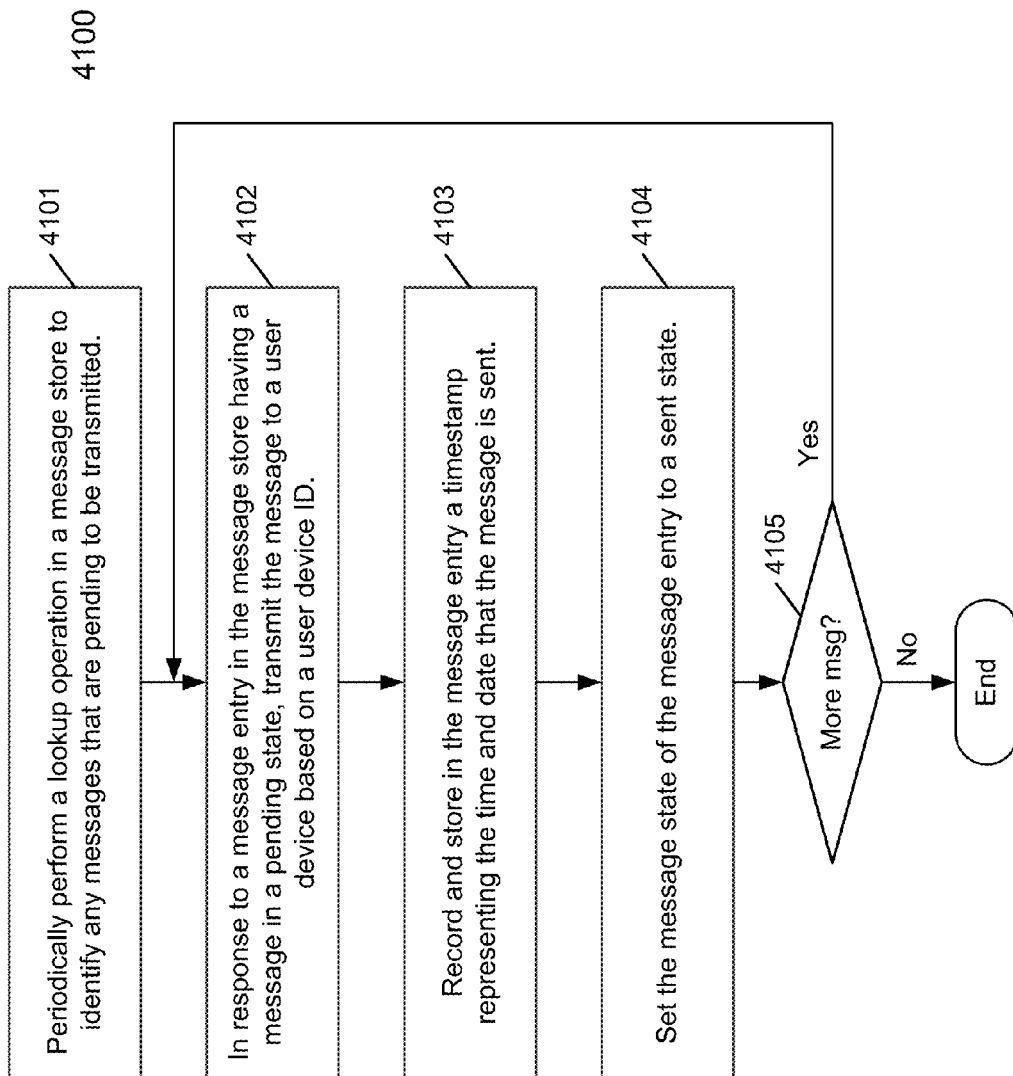 4100
4101
Periodically perform a lookup operation in a message store to
identify any messages that are pending to be transmitted.
4102
In response to a message entry in the message store having a
message in a pending state, transmit the message to a user
device based on a user device ID.
4103
Record and store in the message entry a timestamp
representing the time and date that the message is sent.
4104
Set the message state of the message entry to a sent state.
4105
More msg?
Yes
No
End